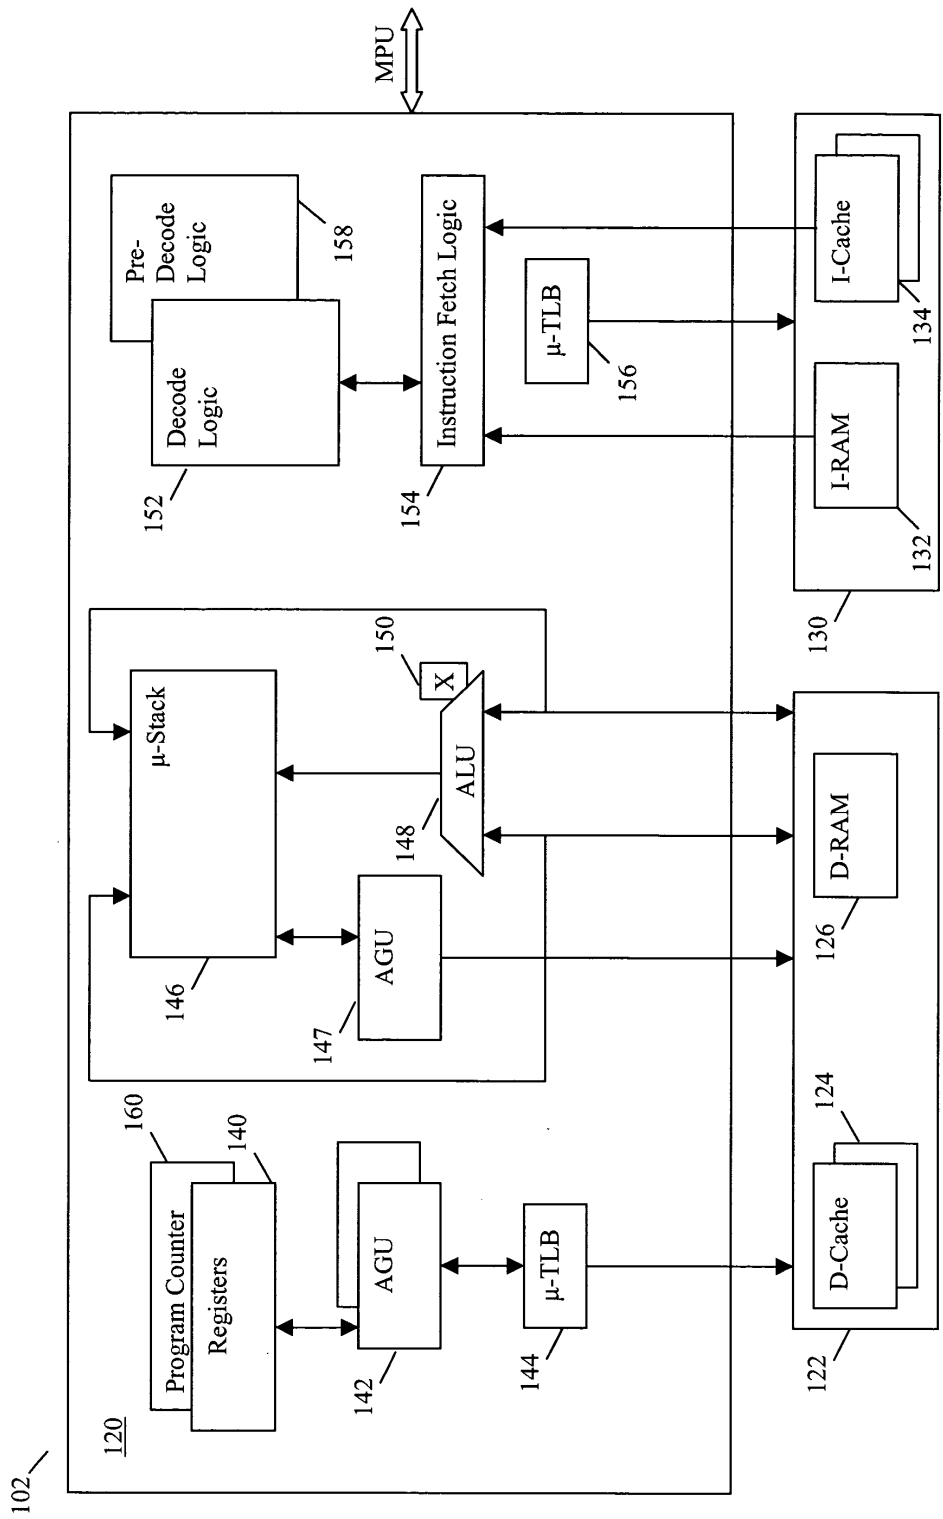 102
120
Program Counter
160
Registers
140
AGU
142
μ-TLB
144
μ-Stack
146
AGU
147
ALU
148
X
150
Pre-
Decode
Logic
158
Decode
Logic
152
Instruction Fetch Logic
154
μ-TLB
156
MPU
D-Cache
124
D-RAM
126
122
I-RAM
132
I-Cache
134
130